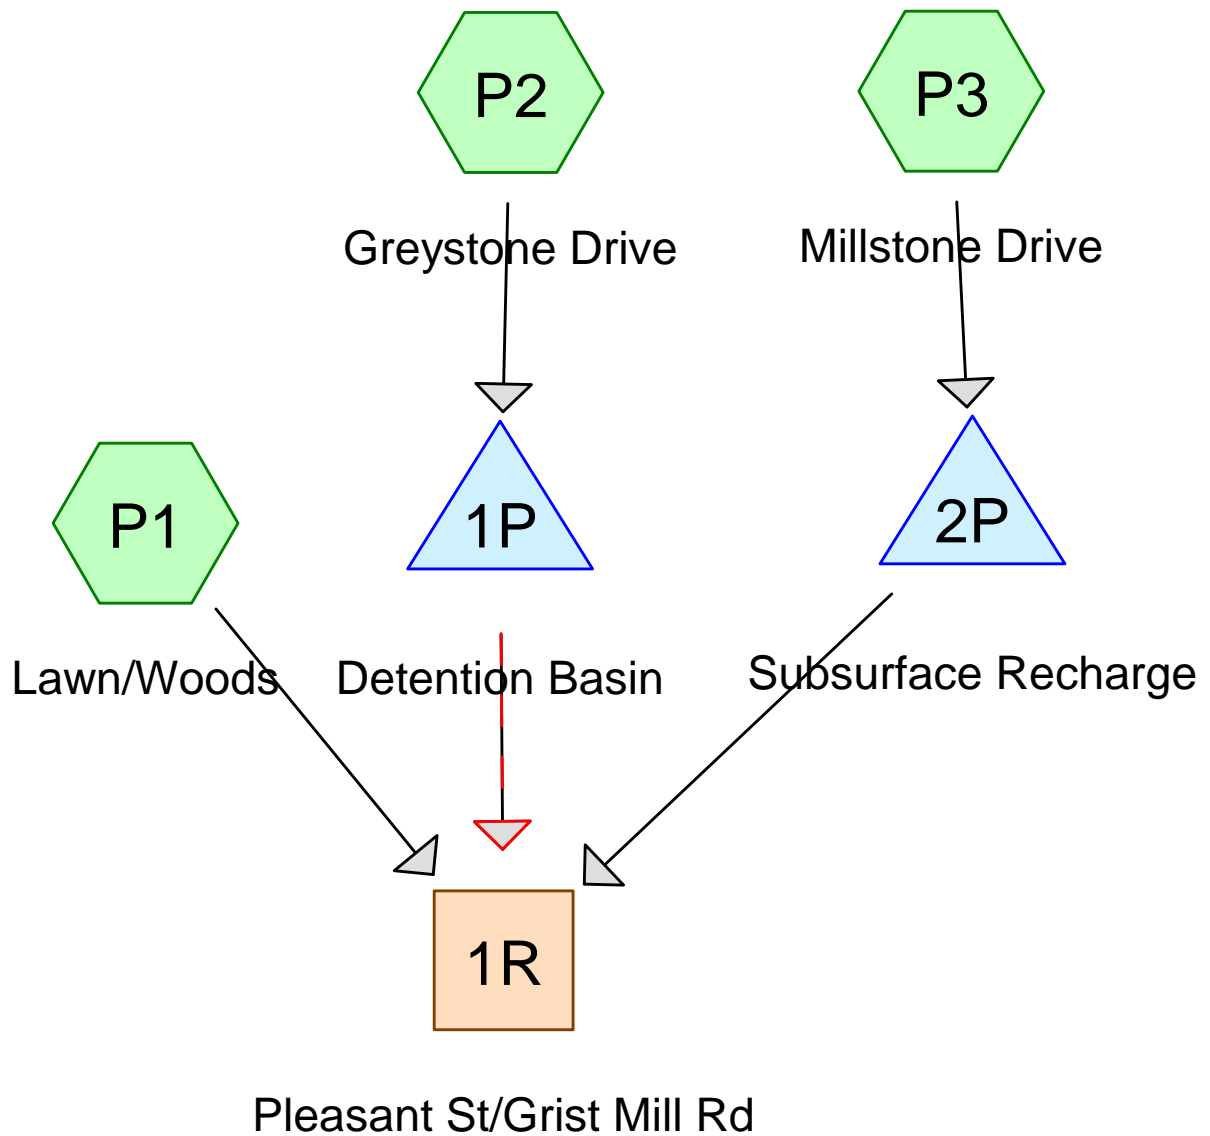 P2
P3
Greystone Drive
Millstone Drive
P1
1P
2P
Lawn/Woods
Detention Basin
Subsurface Recharge
1R
Pleasant St/Grist Mill Rd